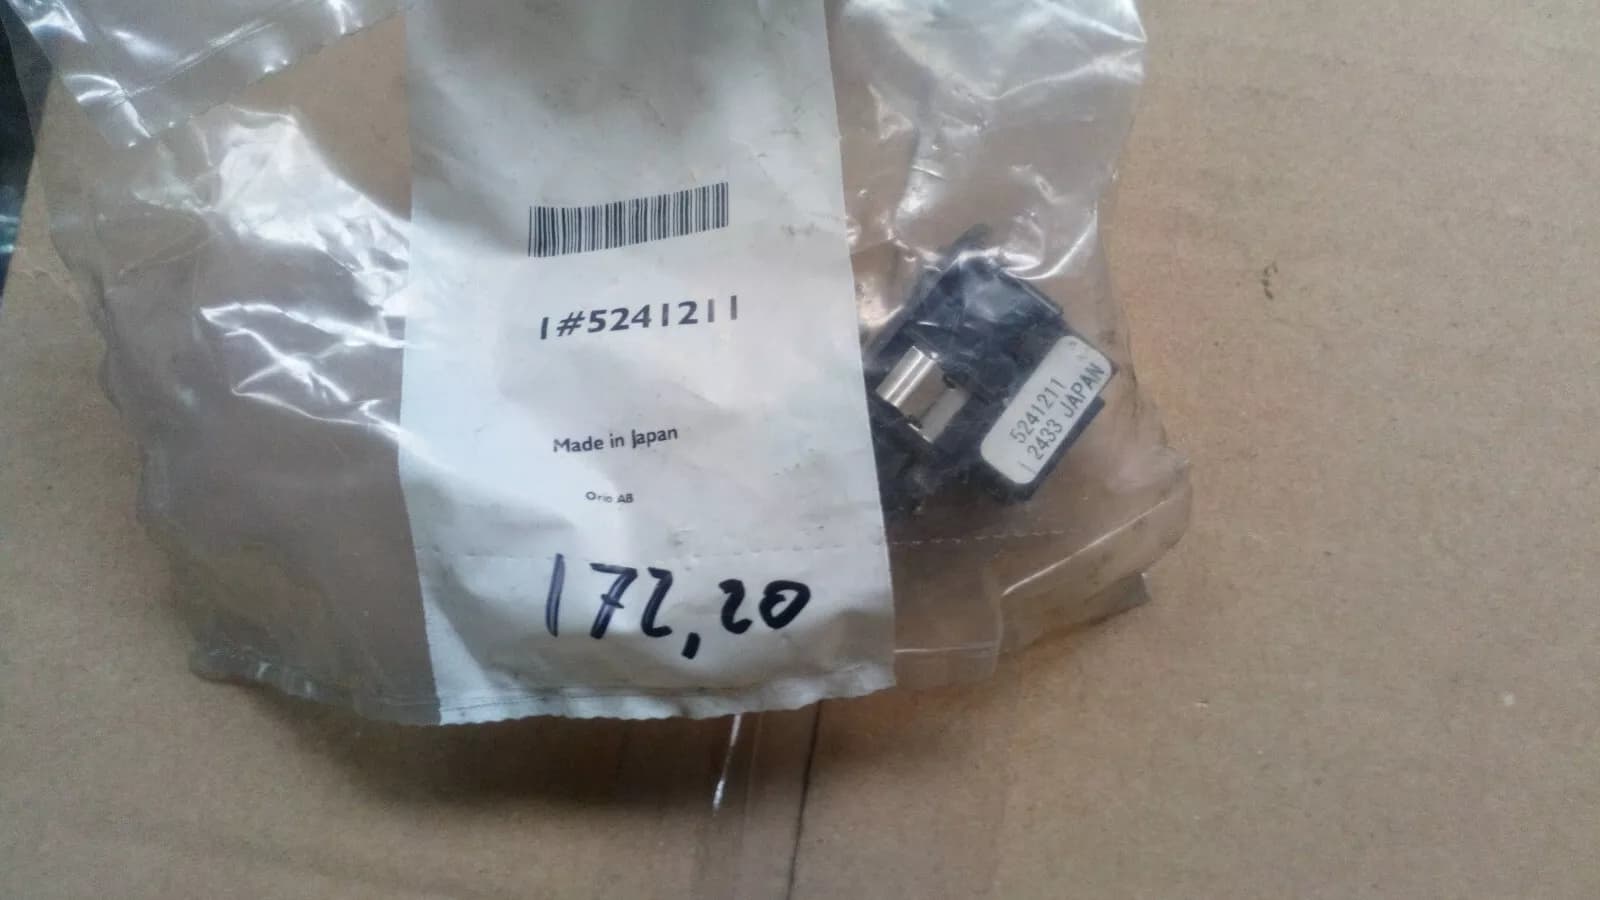 1#5241211
Made in Japan
Orio AB
172,20
5241211
2433 JAPAN